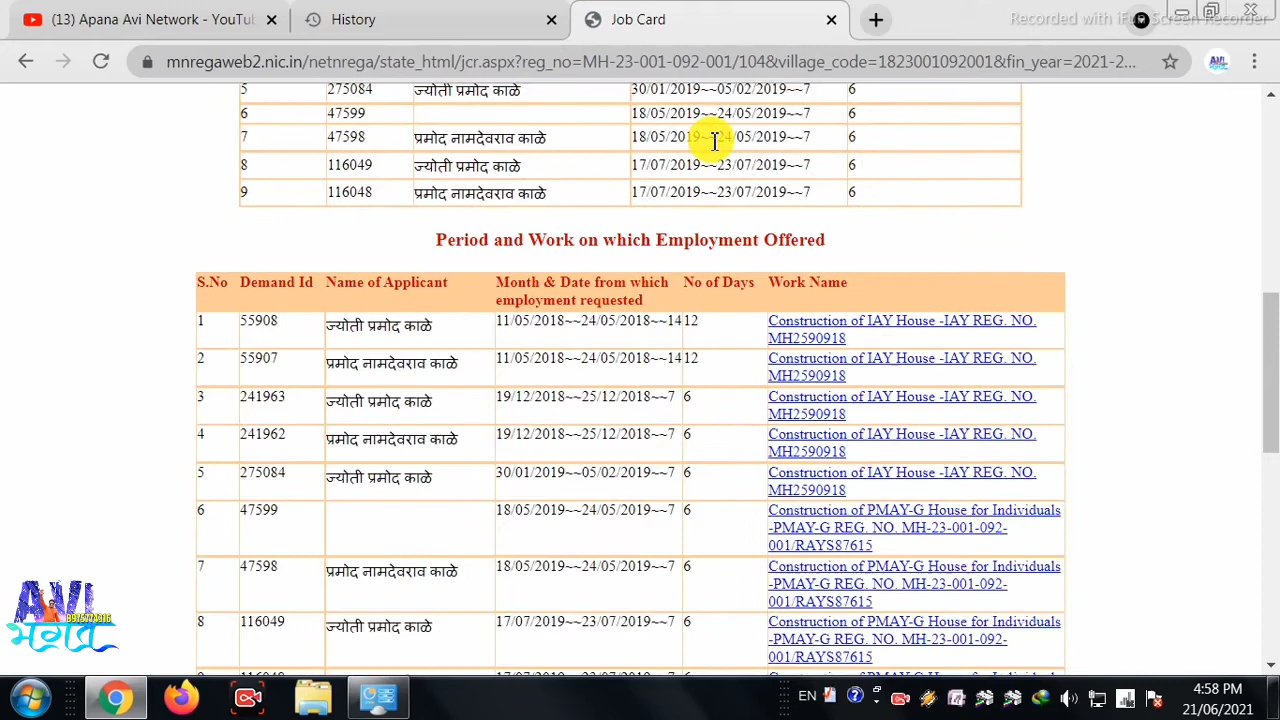 (13) Apana Avi Network - YouTu
History
Job Card
Recorded with iFun Screen Recorder
mnregaweb2.nic.in/netnrega/state_html/jcr.aspx?reg_no=MH-23-001-092-001/104&village_code=1823001092001&fin_year=2021-2...
5 275084 ज्योती प्रमोद काळे 30/01/2019~~05/02/2019~~7 6
6 47599 18/05/2019~~24/05/2019~~7 6
7 47598 प्रमोद नामदेवराव काळे 18/05/2019~~24/05/2019~~7 6
8 116049 ज्योती प्रमोद काळे 17/07/2019~~23/07/2019~~7 6
9 116048 प्रमोद नामदेवराव काळे 17/07/2019~~23/07/2019~~7 6
Period and Work on which Employment Offered
S.No Demand Id Name of Applicant Month & Date from which No of Days Work Name
employment requested
1 55908 ज्योती प्रमोद काळे 11/05/2018~~24/05/2018~~14 12 Construction of IAY House -IAY REG. NO.
MH2590918
2 55907 प्रमोद नामदेवराव काळे 11/05/2018~~24/05/2018~~14 12 Construction of IAY House -IAY REG. NO.
MH2590918
3 241963 ज्योती प्रमोद काळे 19/12/2018~~25/12/2018~~7 6 Construction of IAY House -IAY REG. NO.
MH2590918
4 241962 प्रमोद नामदेवराव काळे 19/12/2018~~25/12/2018~~7 6 Construction of IAY House -IAY REG. NO.
MH2590918
5 275084 ज्योती प्रमोद काळे 30/01/2019~~05/02/2019~~7 6 Construction of IAY House -IAY REG. NO.
MH2590918
6 47599 18/05/2019~~24/05/2019~~7 6 Construction of PMAY-G House for Individuals
-PMAY-G REG. NO. MH-23-001-092-
001/RAYS87615
7 47598 प्रमोद नामदेवराव काळे 18/05/2019~~24/05/2019~~7 6 Construction of PMAY-G House for Individuals
-PMAY-G REG. NO. MH-23-001-092-
001/RAYS87615
8 116049 ज्योती प्रमोद काळे 17/07/2019~~23/07/2019~~7 6 Construction of PMAY-G House for Individuals
-PMAY-G REG. NO. MH-23-001-092-
001/RAYS87615
AVI
भगत
EN
4:58 PM
21/06/2021